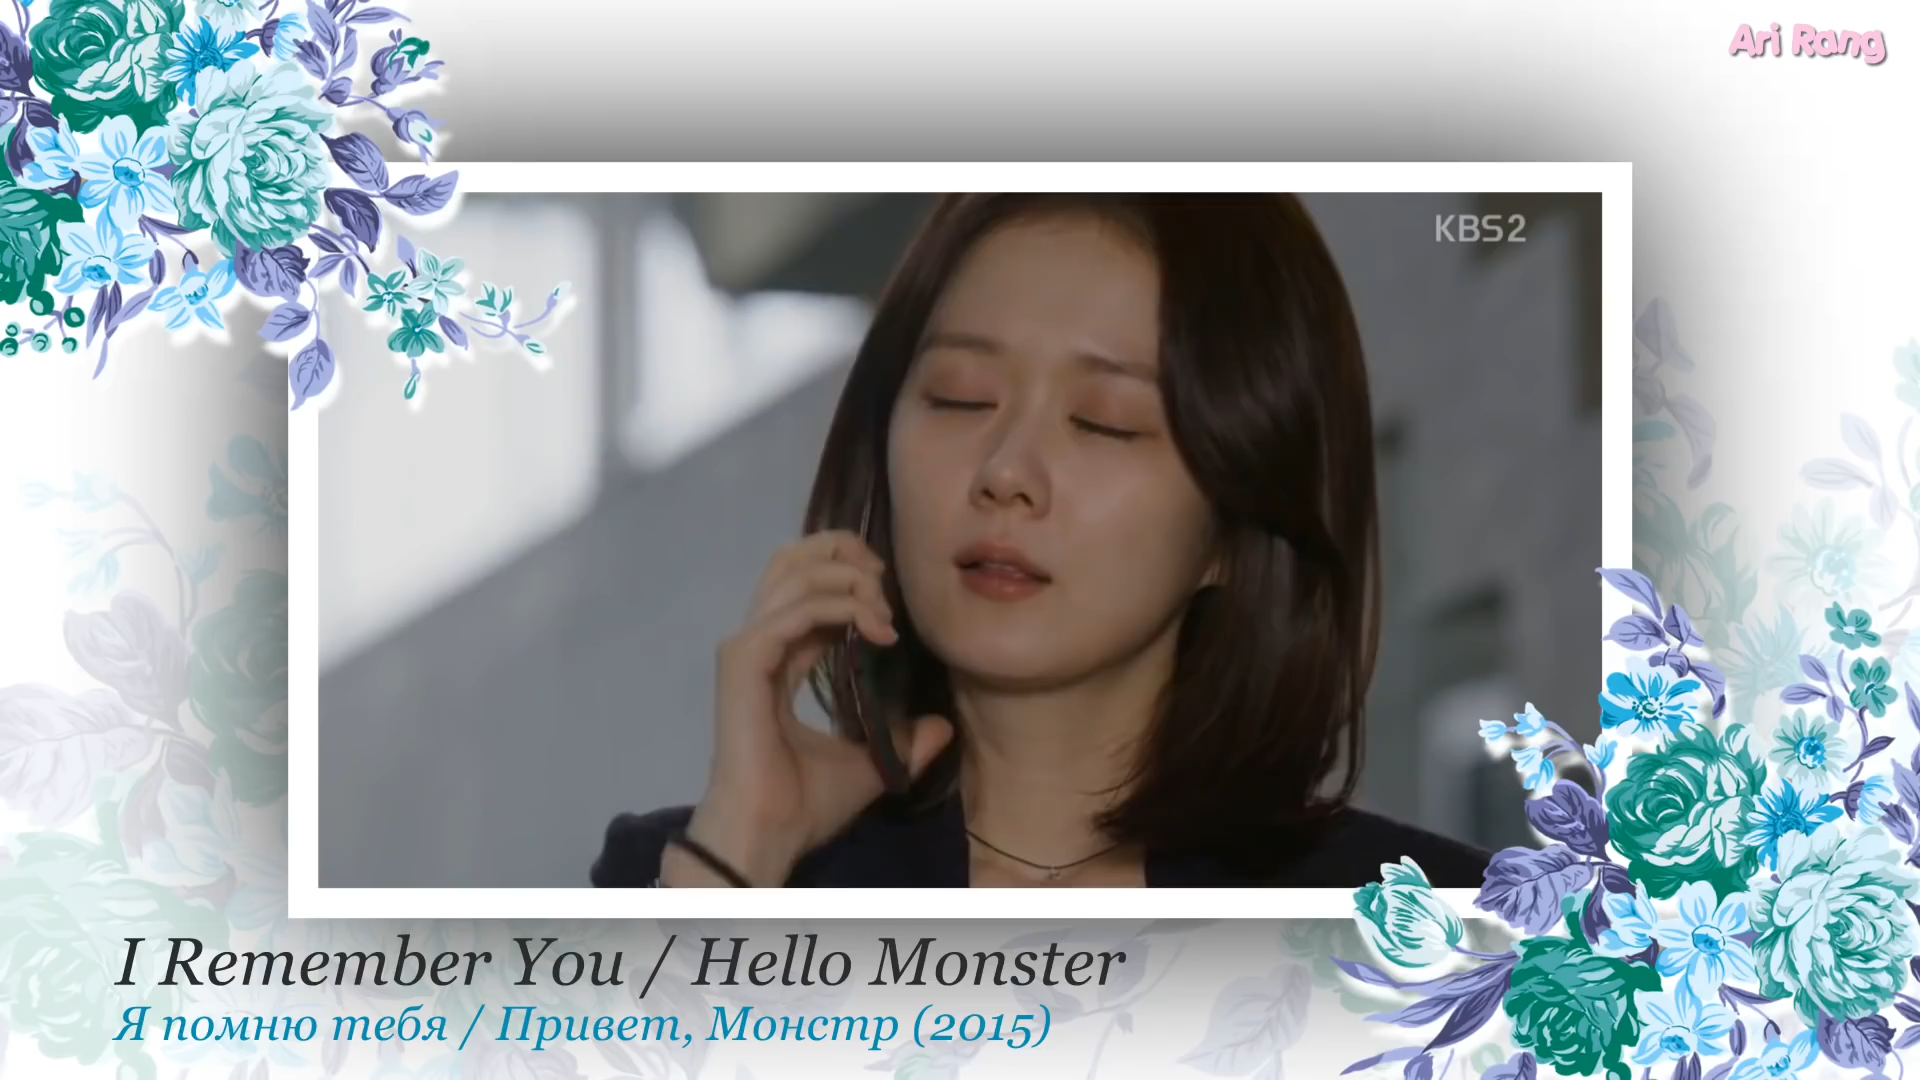 Ari Rang
KBS2
I Remember You / Hello Monster
Я помню тебя / Привет, Монстр (2015)